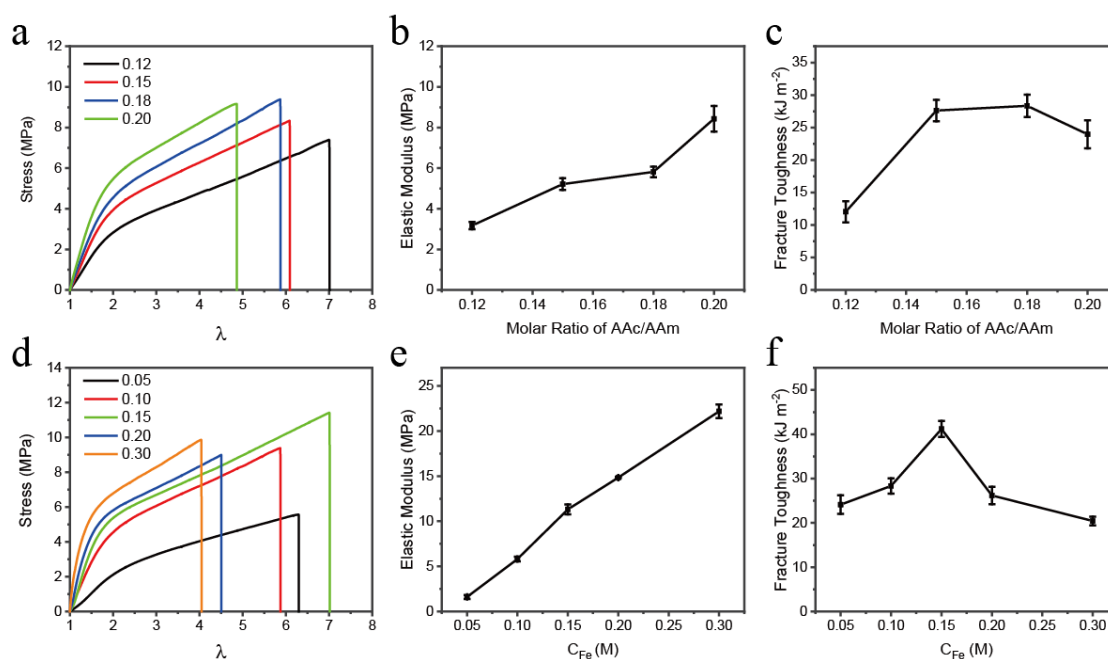 a
0.12
0.15
0.18
0.20
Stress (MPa)
0 2 4 6 8 10 12
1 2 3 4 5 6 7 8
λ
b
Elastic Modulus (MPa)
0 2 4 6 8 10 12
0.12 0.14 0.16 0.18 0.20
Molar Ratio of AAc/AAm
c
Fracture Toughness (kJ m⁻²)
0 5 10 15 20 25 30 35
0.12 0.14 0.16 0.18 0.20
Molar Ratio of AAc/AAm
d
0.05
0.10
0.15
0.20
0.30
Stress (MPa)
0 2 4 6 8 10 12 14
1 2 3 4 5 6 7 8
λ
e
Elastic Modulus (MPa)
0 5 10 15 20 25
0.05 0.10 0.15 0.20 0.25 0.30
C_Fe (M)
f
Fracture Toughness (kJ m⁻²)
0 10 20 30 40 50
0.05 0.10 0.15 0.20 0.25 0.30
C_Fe (M)